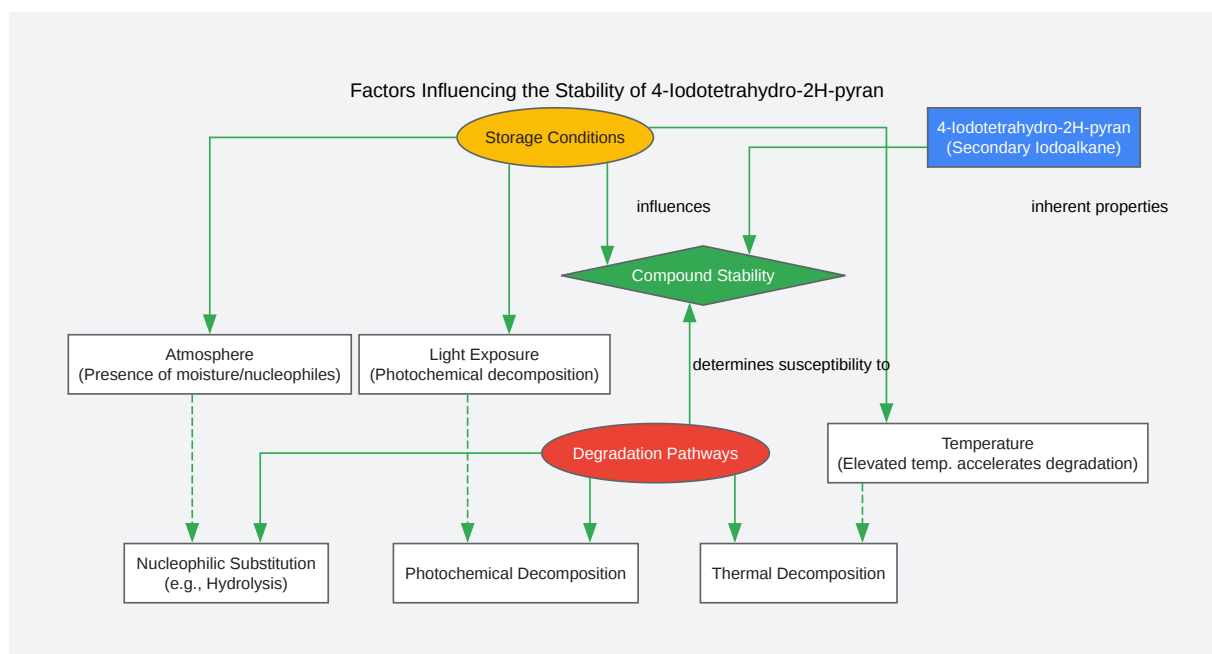 Factors Influencing the Stability of 4-Iodotetrahydro-2H-pyran
Storage Conditions
4-Iodotetrahydro-2H-pyran
(Secondary Iodoalkane)
influences
inherent properties
Compound Stability
Atmosphere
(Presence of moisture/nucleophiles)
Light Exposure
(Photochemical decomposition)
determines susceptibility to
Degradation Pathways
Temperature
(Elevated temp. accelerates degradation)
Nucleophilic Substitution
(e.g., Hydrolysis)
Photochemical Decomposition
Thermal Decomposition